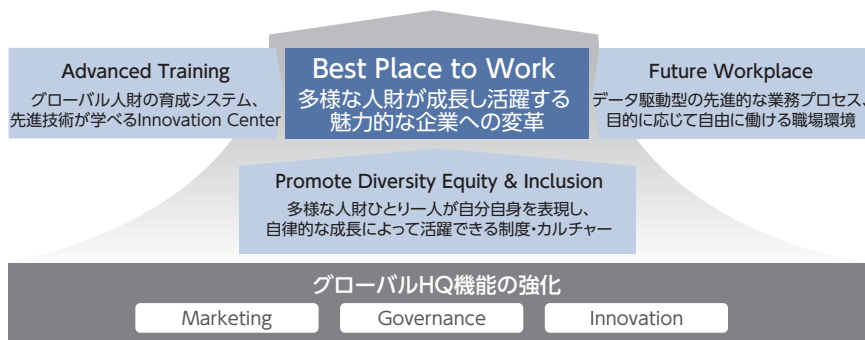 Advanced Training
グローバル人財の育成システム、
先進技術が学べるInnovation Center
Best Place to Work
多様な人財が成長し活躍する
魅力的な企業への変革
Future Workplace
データ駆動型の先進的な業務プロセス、
目的に応じて自由に働ける職場環境
Promote Diversity Equity & Inclusion
多様な人財ひとり一人が自分自身を表現し、
自律的な成長によって活躍できる制度・カルチャー
グローバルHQ機能の強化
Marketing
Governance
Innovation